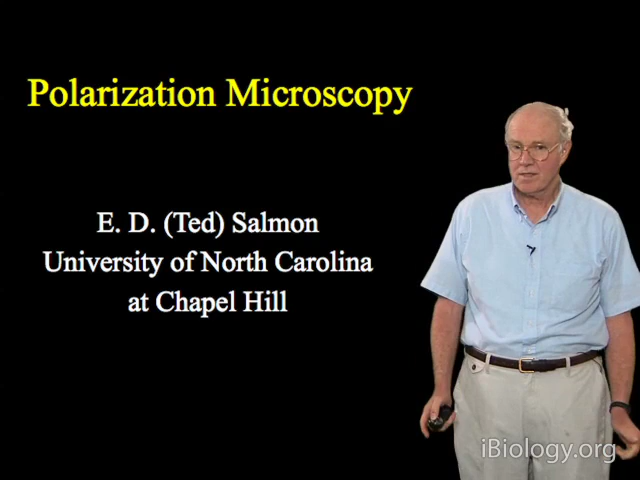 Polarization Microscopy
E. D. (Ted) Salmon
University of North Carolina
at Chapel Hill
iBiology.org